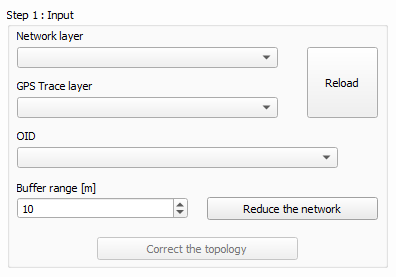 Step 1 : Input
Network layer
Reload
GPS Trace layer
OID
Buffer range [m]
10
Reduce the network
Correct the topology